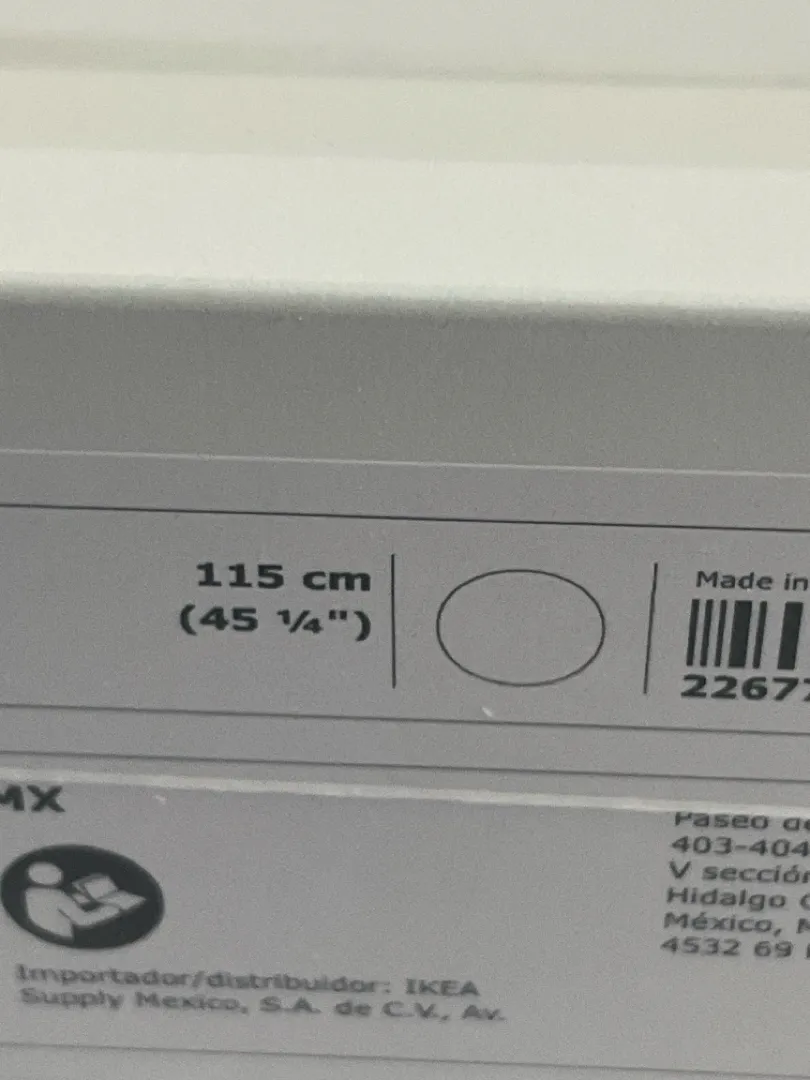 115 cm
(45 ¼")
Made in
2267
MX
Paseo
403-404
V sección
Hidalgo
México,
4532 69
Importador/distribuidor: IKEA
Supply Mexico, S.A. de C.V., Av.